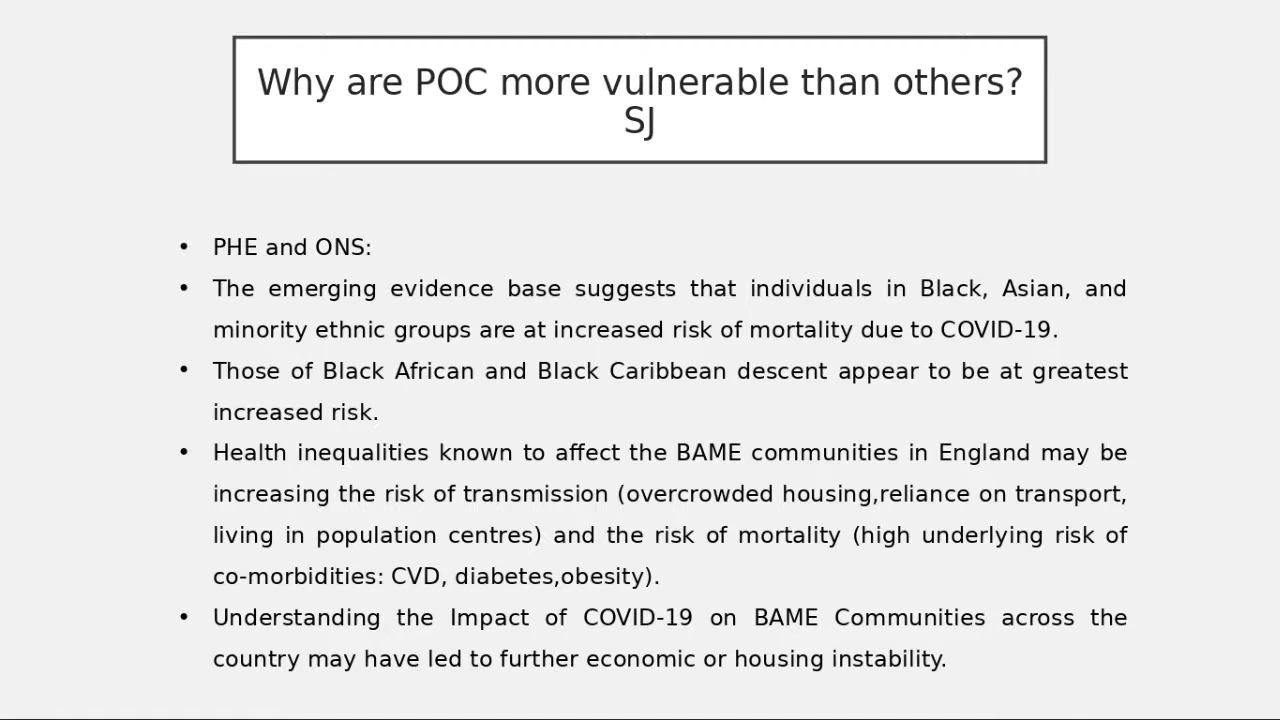 Why are POC more vulnerable than others?
SJ
• PHE and ONS:
• The emerging evidence base suggests that individuals in Black, Asian, and
minority ethnic groups are at increased risk of mortality due to COVID-19.
• Those of Black African and Black Caribbean descent appear to be at greatest
increased risk.
• Health inequalities known to affect the BAME communities in England may be
increasing the risk of transmission (overcrowded housing,reliance on transport,
living in population centres) and the risk of mortality (high underlying risk of
co-morbidities: CVD, diabetes,obesity).
• Understanding the Impact of COVID-19 on BAME Communities across the
country may have led to further economic or housing instability.